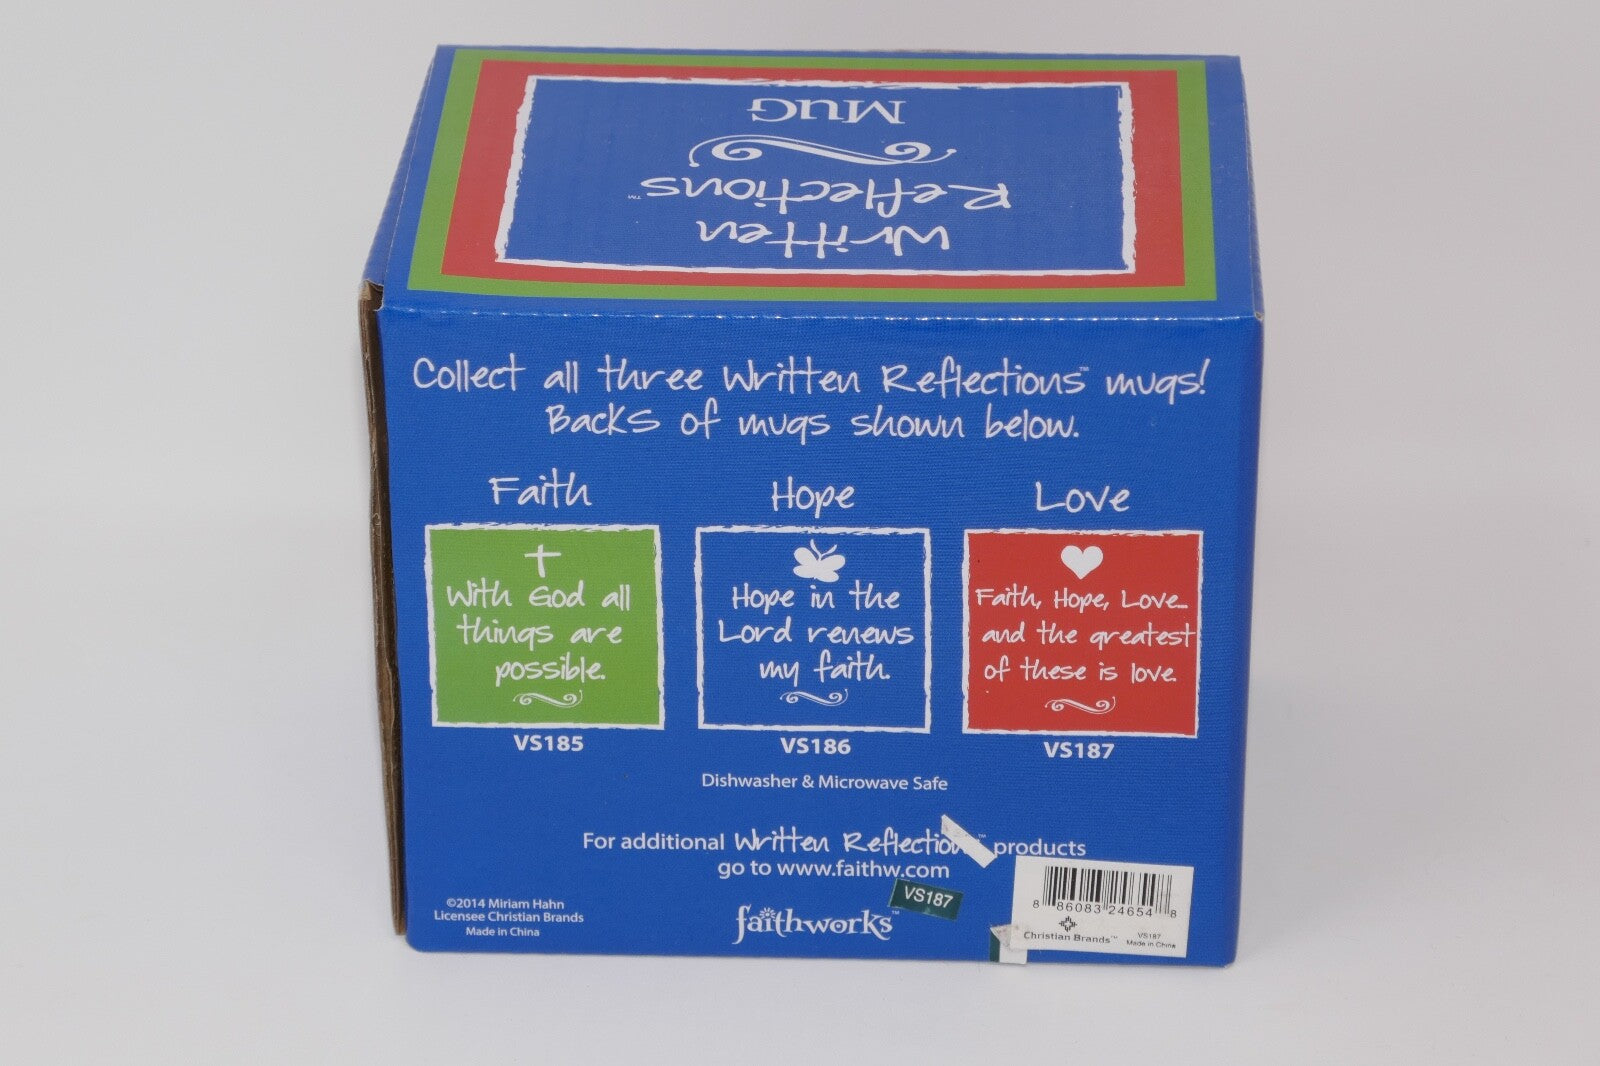 Written
Reflections™
MUG
Collect all three Written Reflections™ mugs!
Backs of mugs shown below.
Faith
With God all
things are
possible.
VS185
Hope
Hope in the
Lord renews
my faith.
VS186
Love
Faith, Hope, Love...
and the greatest
of these is love.
VS187
Dishwasher & Microwave Safe
For additional Written Reflection ™ products
go to www.faithw.com
©2014 Miriam Hahn
Licensee Christian Brands
Made in China
faithworks™
VS187
8 86083 24654 8
Christian Brands™
VS187
Made in China